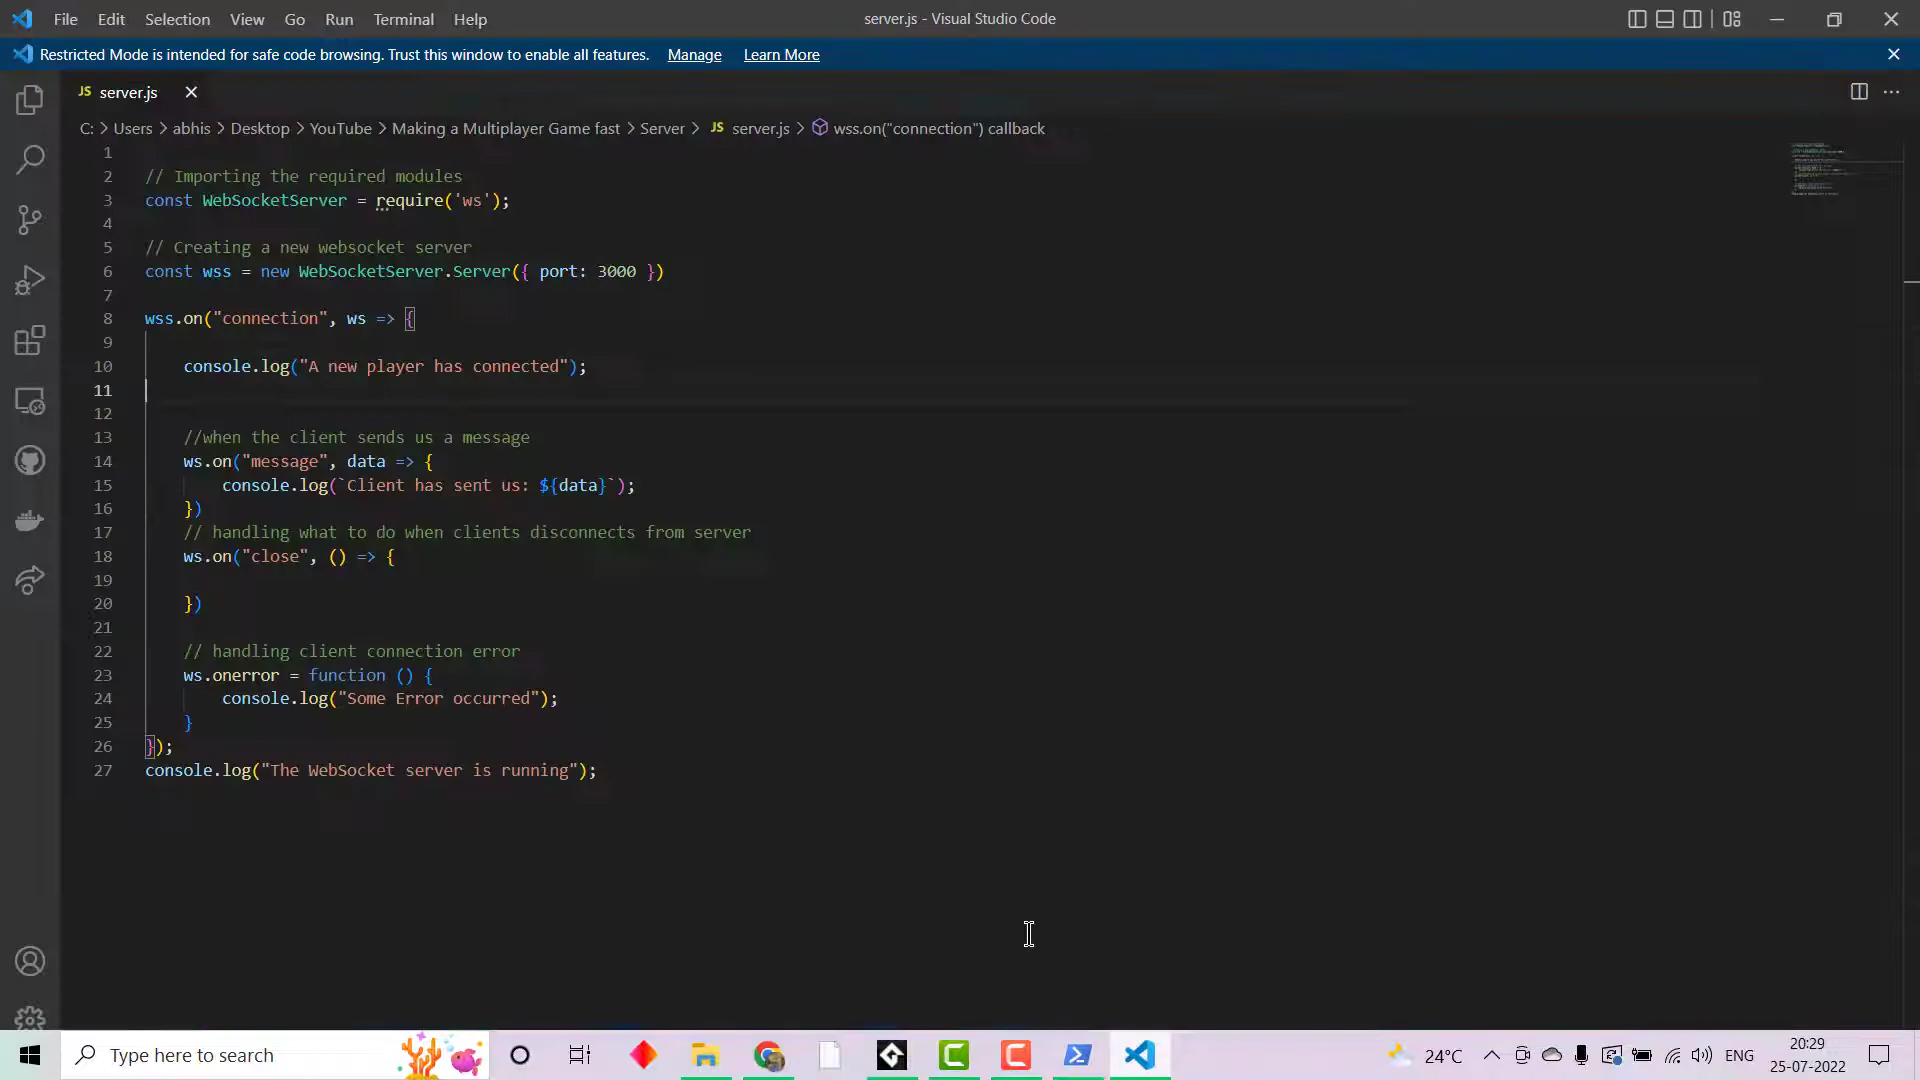 File Edit Selection View Go Run Terminal Help server.js - Visual Studio Code
Restricted Mode is intended for safe code browsing. Trust this window to enable all features. Manage Learn More
JS server.js
C: > Users > abhis > Desktop > YouTube > Making a Multiplayer Game fast > Server > JS server.js > wss.on("connection") callback
1
2 // Importing the required modules
3 const WebSocketServer = require('ws');
4
5 // Creating a new websocket server
6 const wss = new WebSocketServer.Server({ port: 3000 })
7
8 wss.on("connection", ws => {
9
10 console.log("A new player has connected");
11
12
13 //when the client sends us a message
14 ws.on("message", data => {
15 console.log(`Client has sent us: ${data}`);
16 })
17 // handling what to do when clients disconnects from server
18 ws.on("close", () => {
19
20 })
21
22 // handling client connection error
23 ws.onerror = function () {
24 console.log("Some Error occurred");
25 }
26 });
27 console.log("The WebSocket server is running");
Type here to search
24°C
ENG
20:29
25-07-2022